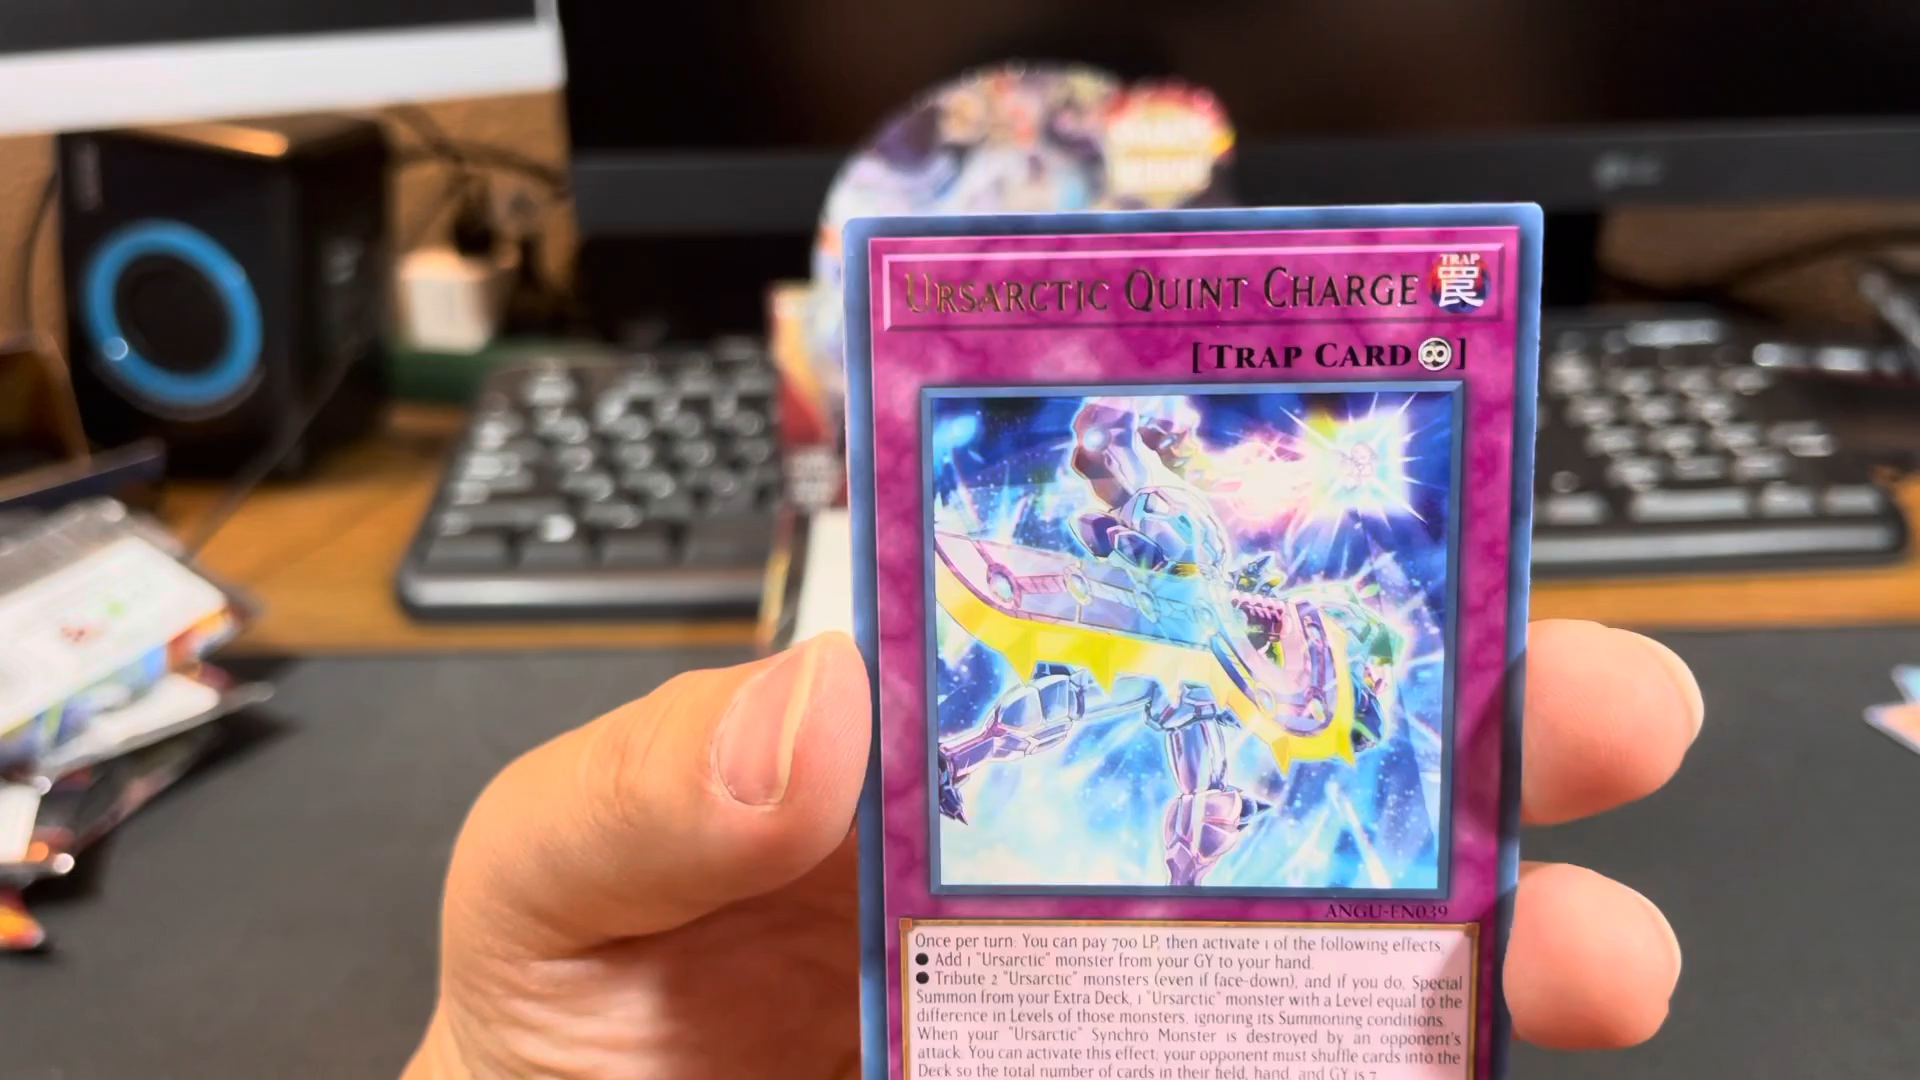 URSARCTIC QUINT CHARGE
TRAP
罠
[TRAP CARD ∞]
ANGU-EN039
Once per turn: You can pay 700 LP, then activate 1 of the following effects.
● Add 1 "Ursarctic" monster from your GY to your hand.
● Tribute 2 "Ursarctic" monsters (even if face-down), and if you do, Special
Summon from your Extra Deck, 1 "Ursarctic" monster with a Level equal to the
difference in Levels of those monsters, ignoring its Summoning conditions.
When your "Ursarctic" Synchro Monster is destroyed by an opponent's
attack: You can activate this effect; your opponent must shuffle cards into the
Deck so the total number of cards in their field, hand, and GY is 7.